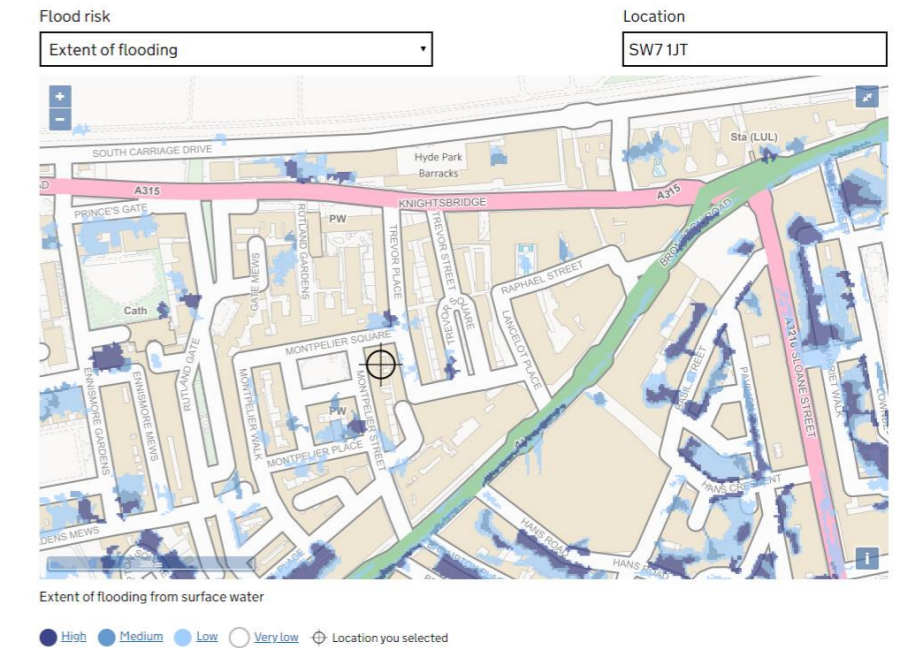 Flood risk
Location
Extent of flooding
SW7 1JT
+
−
Sta (LUL)
SOUTH CARRIAGE DRIVE
Hyde Park
Barracks
A315
A315
KNIGHTSBRIDGE
PRINCE'S GATE
PW
RUTLAND GARDENS
TREVOR PLACE
TREVOR STREET
BROMPTON ROAD
GATE MEWS
RAPHAEL STREET
Cath
TREVOR SQUARE
LANCELOT PLACE
A3216 SLOANE STREET
MONTPELIER SQUARE
RUTLAND GATE
ENNISMORE GARDENS
ENNISMORE MEWS
MONTPELIER WALK
MONTPELIER STREET
BASIL STREET
PW
MONTPELIER PLACE
HANS CRESCENT
DENS MEWS
HANS ROAD
HANS ROAD
i
Extent of flooding from surface water
High Medium Low Very low Location you selected